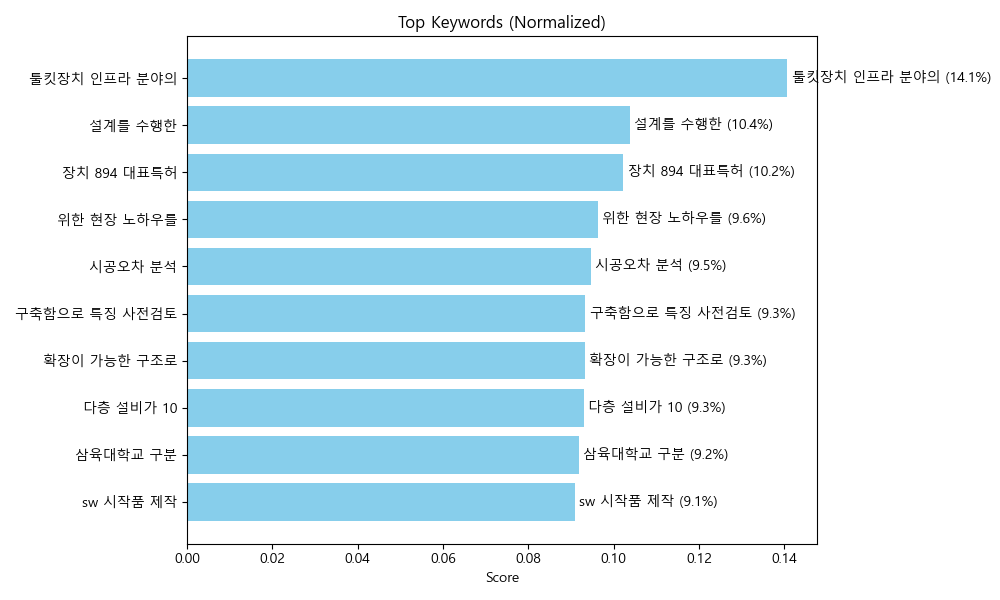 Top Keywords (Normalized)
툴킷장치 인프라 분야의 툴킷장치 인프라 분야의 (14.1%)
설계를 수행한 설계를 수행한 (10.4%)
장치 894 대표특허 장치 894 대표특허 (10.2%)
위한 현장 노하우를 위한 현장 노하우를 (9.6%)
시공오차 분석 시공오차 분석 (9.5%)
구축함으로 특징 사전검토 구축함으로 특징 사전검토 (9.3%)
확장이 가능한 구조로 확장이 가능한 구조로 (9.3%)
다층 설비가 10 다층 설비가 10 (9.3%)
삼육대학교 구분 삼육대학교 구분 (9.2%)
sw 시작품 제작 sw 시작품 제작 (9.1%)
0.00 0.02 0.04 0.06 0.08 0.10 0.12 0.14
Score